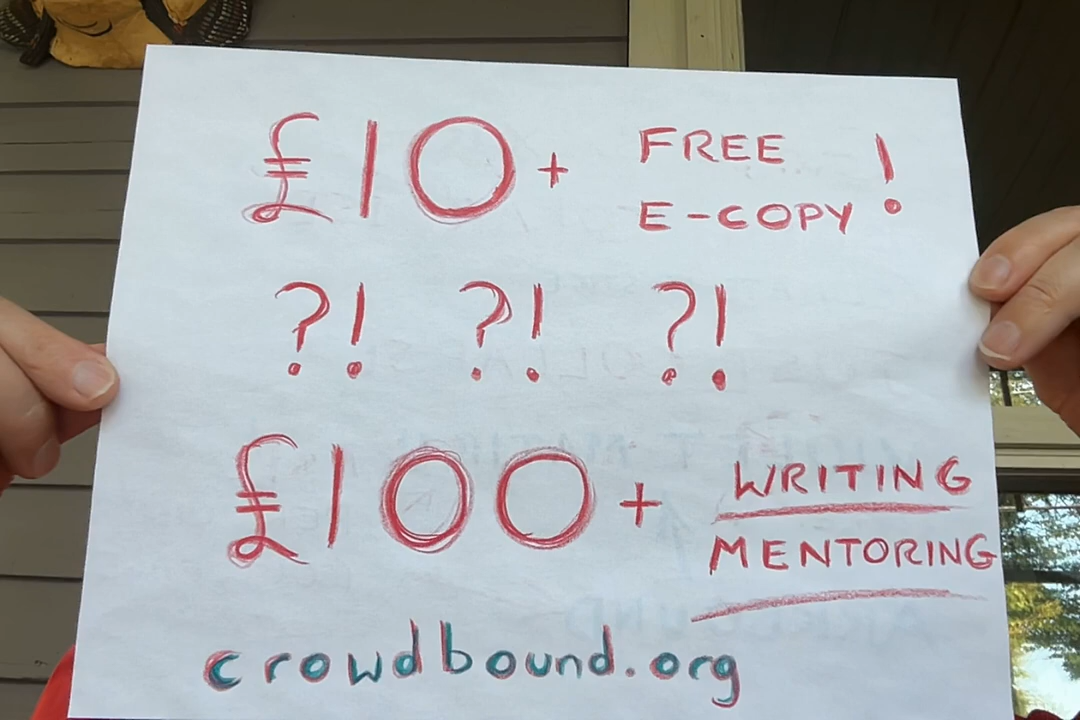 £10+ FREE
E-COPY!
?! ?! ?!
£100+ WRITING
MENTORING
crowdbound.org